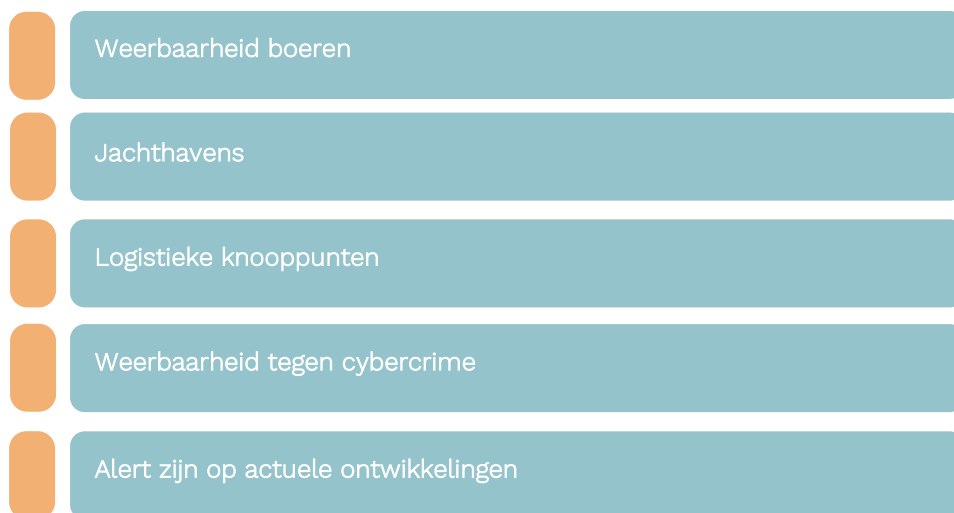 Weerbaarheid boeren
Jachthavens
Logistieke knooppunten
Weerbaarheid tegen cybercrime
Alert zijn op actuele ontwikkelingen